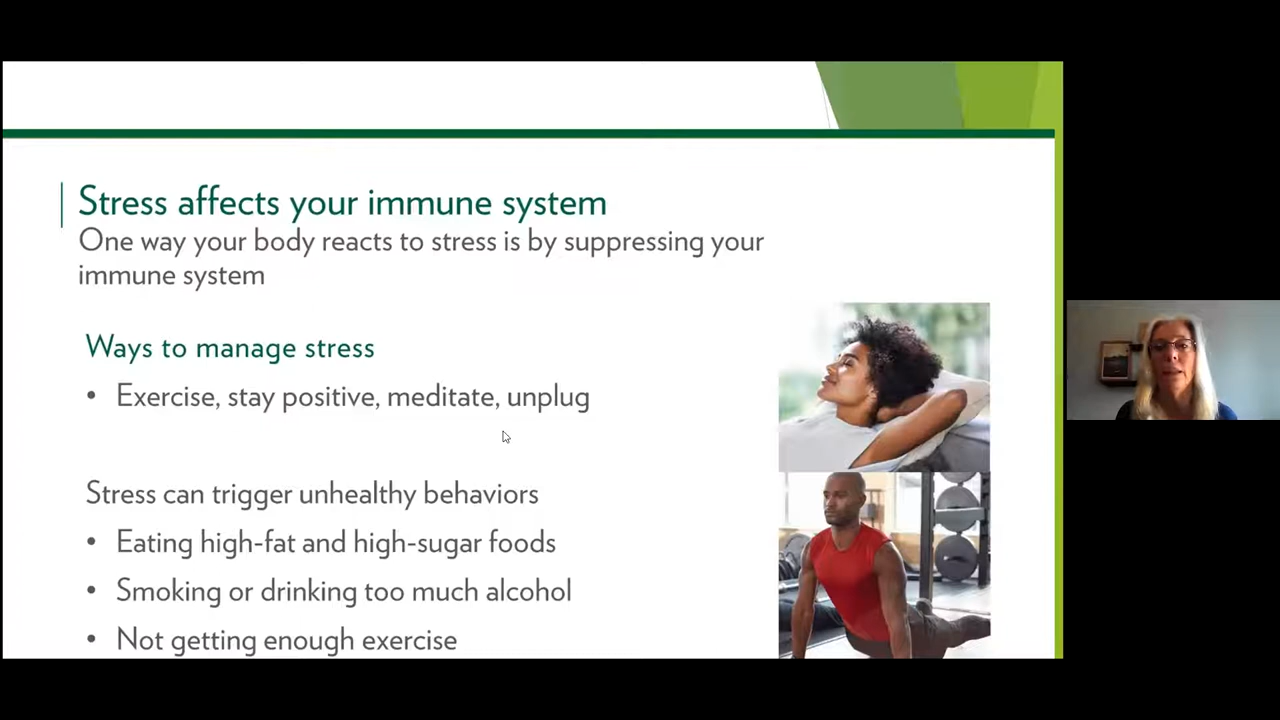 Stress affects your immune system
One way your body reacts to stress is by suppressing your
immune system
Ways to manage stress
• Exercise, stay positive, meditate, unplug
Stress can trigger unhealthy behaviors
• Eating high-fat and high-sugar foods
• Smoking or drinking too much alcohol
• Not getting enough exercise